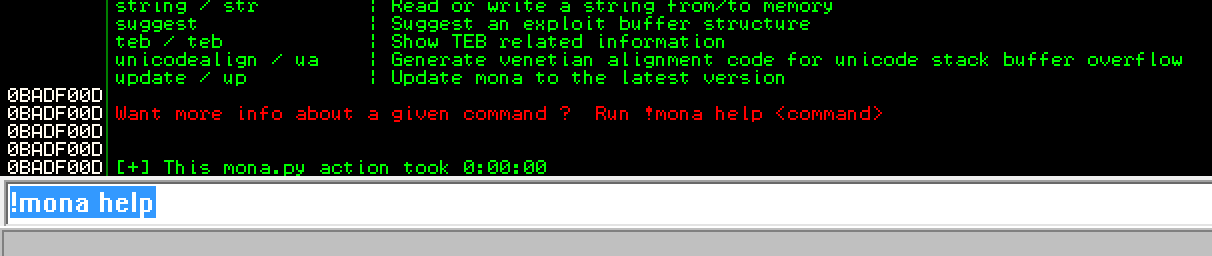 string / str ¦ Read or write a string from/to memory
suggest ¦ Suggest an exploit buffer structure
teb / teb ¦ Show TEB related information
unicodealign / ua ¦ Generate venetian alignment code for unicode stack buffer overflow
update / up ¦ Update mona to the latest version
0BADF00D
0BADF00D Want more info about a given command ? Run !mona help <command>
0BADF00D
0BADF00D
0BADF00D [+] This mona.py action took 0:00:00
!mona help